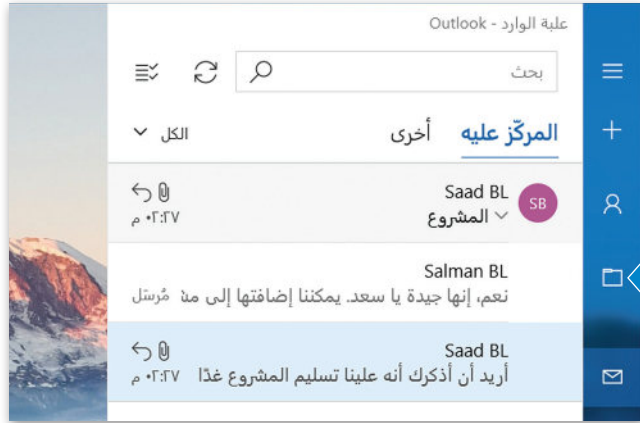 علبة الوارد - Outlook
بحث
المركّز عليه أخرى الكل
Saad BL
SB
المشروع ٠٢:٢٧ م
Salman BL
نعم، إنها جيدة يا سعد. يمكننا إضافتها إلى مُرسَل
Saad BL
أريد أن أذكرك أنه علينا تسليم المشروع غدًا ٠٢:٢٧ م